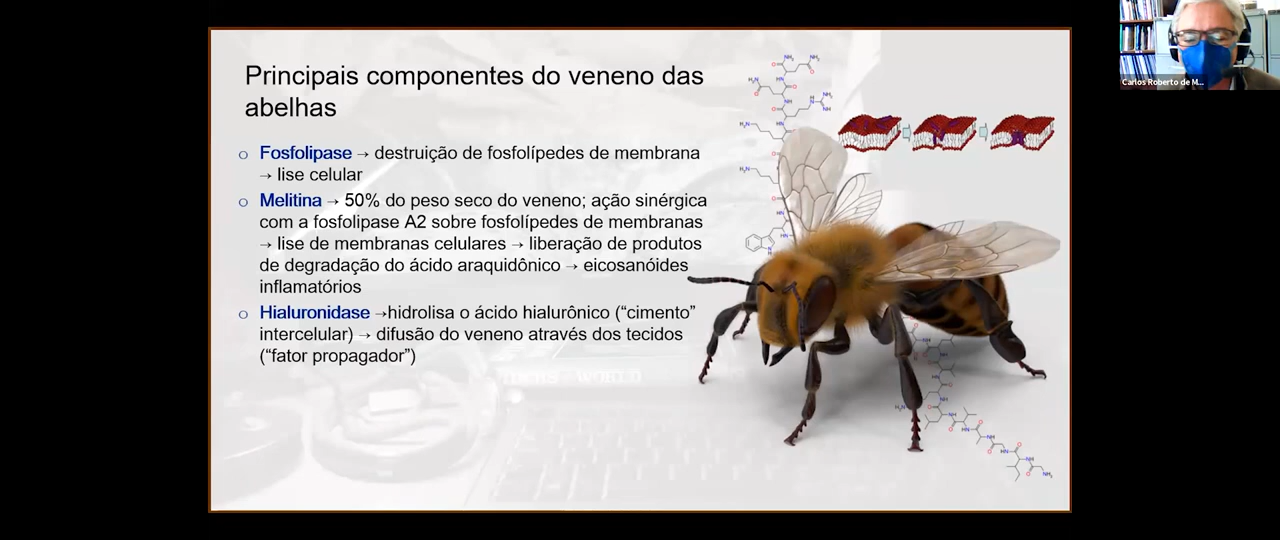 Principais componentes do veneno das
abelhas
o Fosfolipase → destruição de fosfolípedes de membrana
→ lise celular
o Melitina → 50% do peso seco do veneno; ação sinérgica
com a fosfolipase A2 sobre fosfolípedes de membranas
→ lise de membranas celulares → liberação de produtos
de degradação do ácido araquidônico → eicosanóides
inflamatórios
o Hialuronidase →hidrolisa o ácido hialurônico (“cimento”
intercelular) → difusão do veneno através dos tecidos
(“fator propagador”)
WORLD
Carlos Roberto de M...